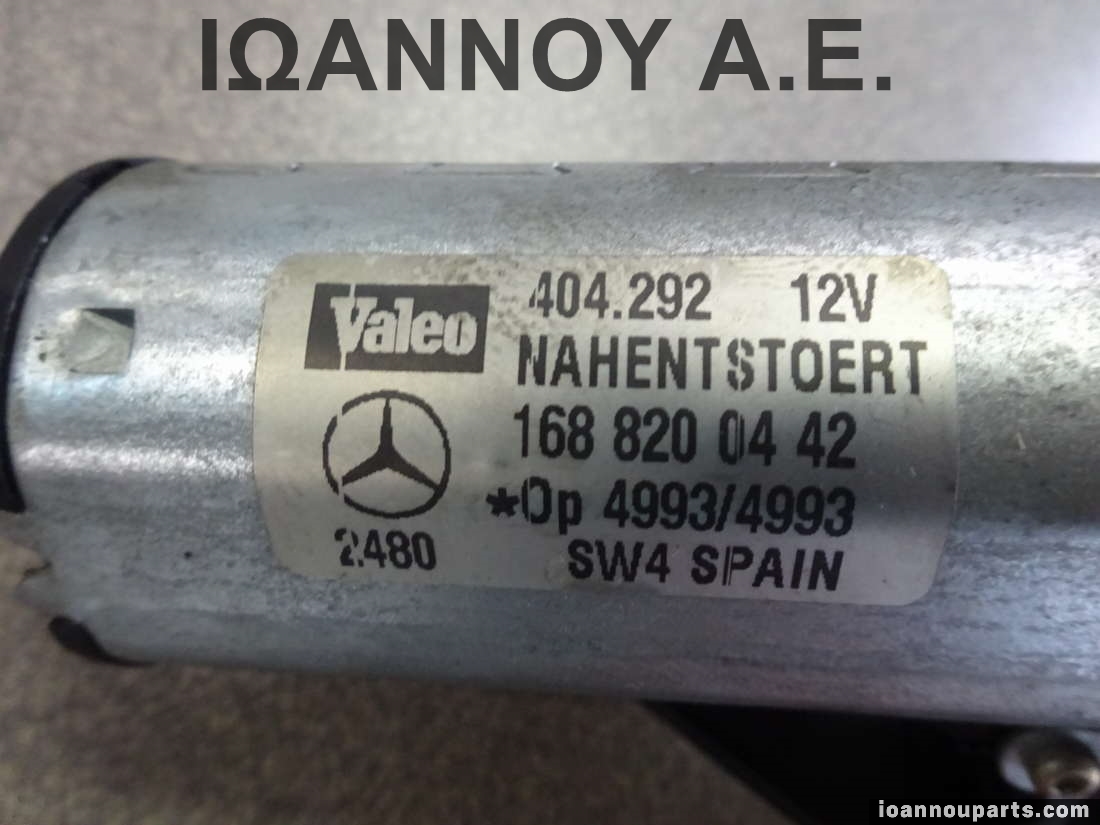 ΙΩΑΝΝΟΥ Α.Ε.
Valeo 404.292 12V
NAHENTSTOERT
168 820 04 42
*Op 4993/4993
2480 SW4 SPAIN
ioannouparts.com